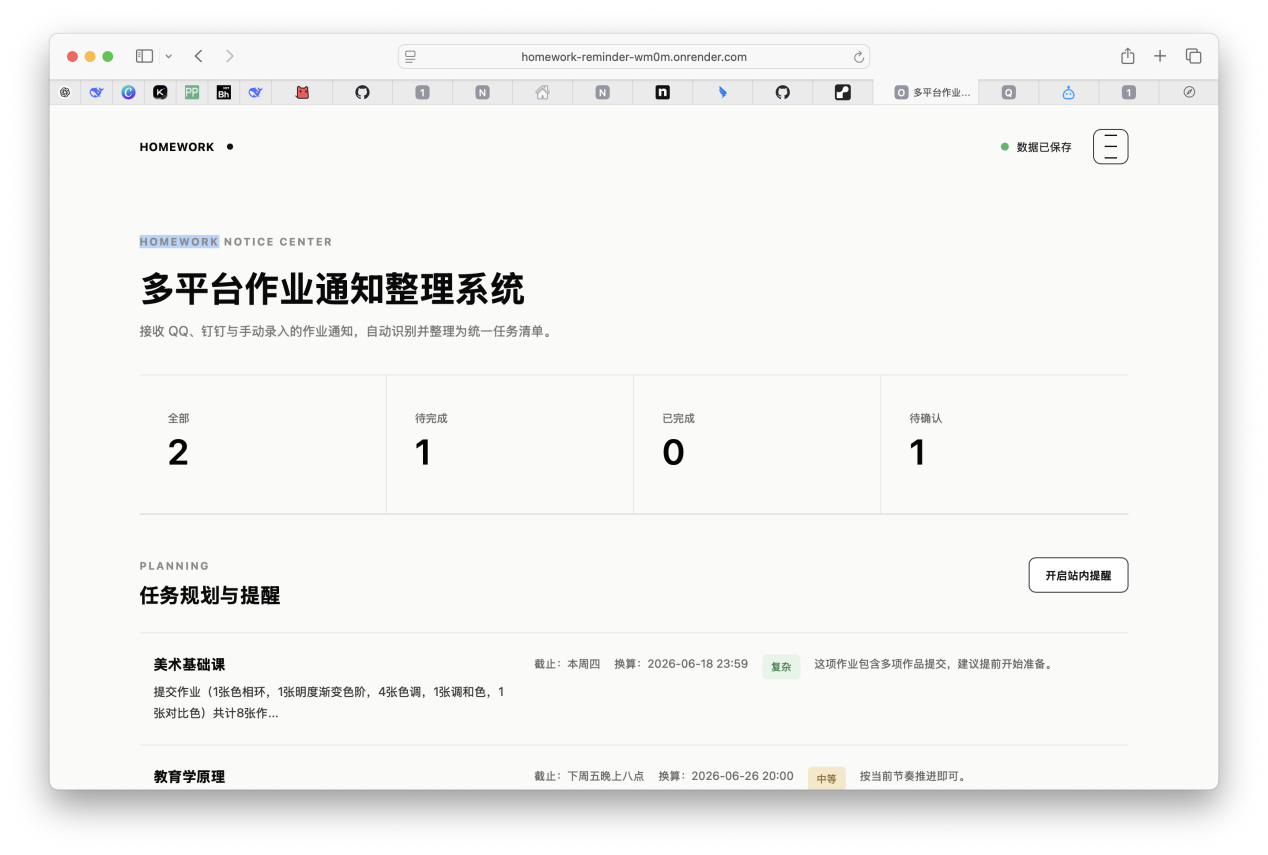 homework-reminder-wm0m.onrender.com
1
N
N
多平台作业...
1
HOMEWORK
数据已保存
HOMEWORK NOTICE CENTER
多平台作业通知整理系统
接收 QQ、钉钉与手动录入的作业通知，自动识别并整理为统一任务清单。
全部
2
待完成
1
已完成
0
待确认
1
PLANNING
任务规划与提醒
开启站内提醒
美术基础课
截止：本周四 换算：2026-06-18 23:59 复杂 这项作业包含多项作品提交，建议提前开始准备。
提交作业（1张色相环，1张明度渐变色阶，4张色调，1张调和色，1
张对比色）共计8张作...
教育学原理
截止：下周五晚上八点 换算：2026-06-26 20:00 中等 按当前节奏推进即可。